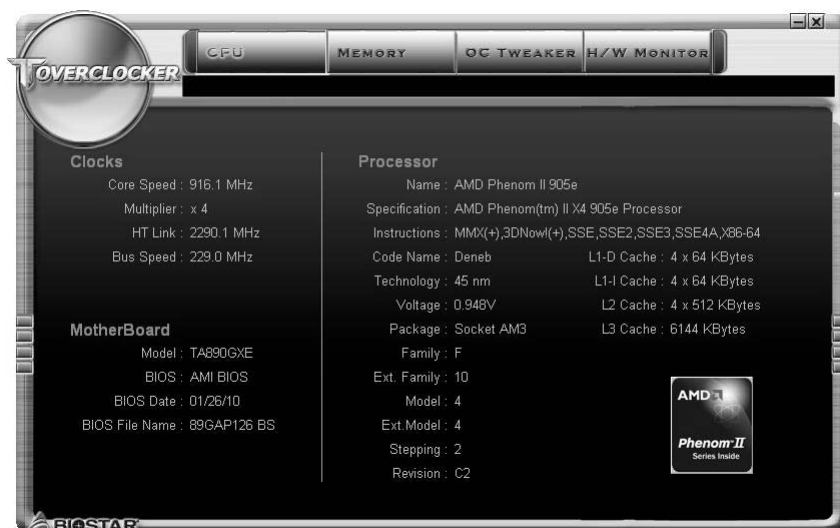 TOVERCLOCKER
CPU MEMORY OC TWEAKER H/W MONITOR
Clocks
Core Speed : 916.1 MHz
Multiplier : x 4
HT Link : 2290.1 MHz
Bus Speed : 229.0 MHz
MotherBoard
Model : TA890GXE
BIOS : AMI BIOS
BIOS Date : 01/26/10
BIOS File Name : 89GAP126 BS
Processor
Name : AMD Phenom II 905e
Specification : AMD Phenom(tm) II X4 905e Processor
Instructions : MMX(+),3DNow!(+),SSE,SSE2,SSE3,SSE4A,X86-64
Code Name : Deneb L1-D Cache : 4 x 64 KBytes
Technology : 45 nm L1-I Cache : 4 x 64 KBytes
Voltage : 0.948V L2 Cache : 4 x 512 KBytes
Package : Socket AM3 L3 Cache : 6144 KBytes
Family : F
Ext. Family : 10
Model : 4
Ext.Model : 4
Stepping : 2
Revision : C2
AMD
Phenom II
Series Inside
BIOSTAR